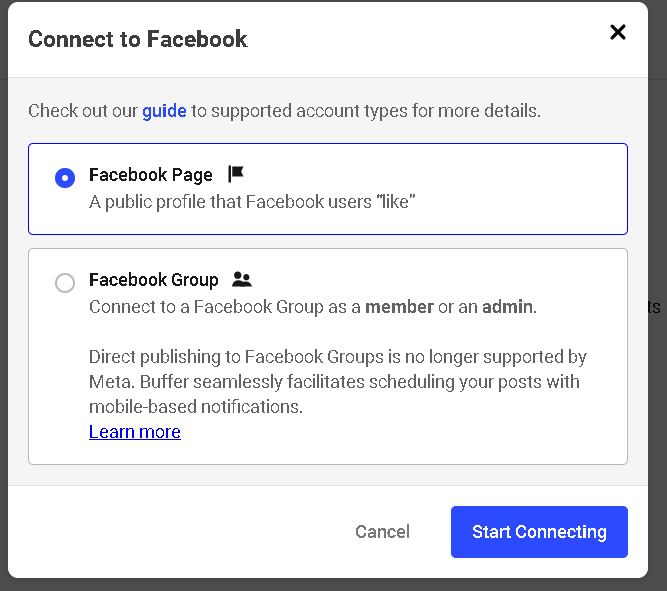 Connect to Facebook
Check out our guide to supported account types for more details.
Facebook Page
A public profile that Facebook users “like”
Facebook Group
Connect to a Facebook Group as a member or an admin.
Direct publishing to Facebook Groups is no longer supported by
Meta. Buffer seamlessly facilitates scheduling your posts with
mobile-based notifications.
Learn more
Cancel
Start Connecting